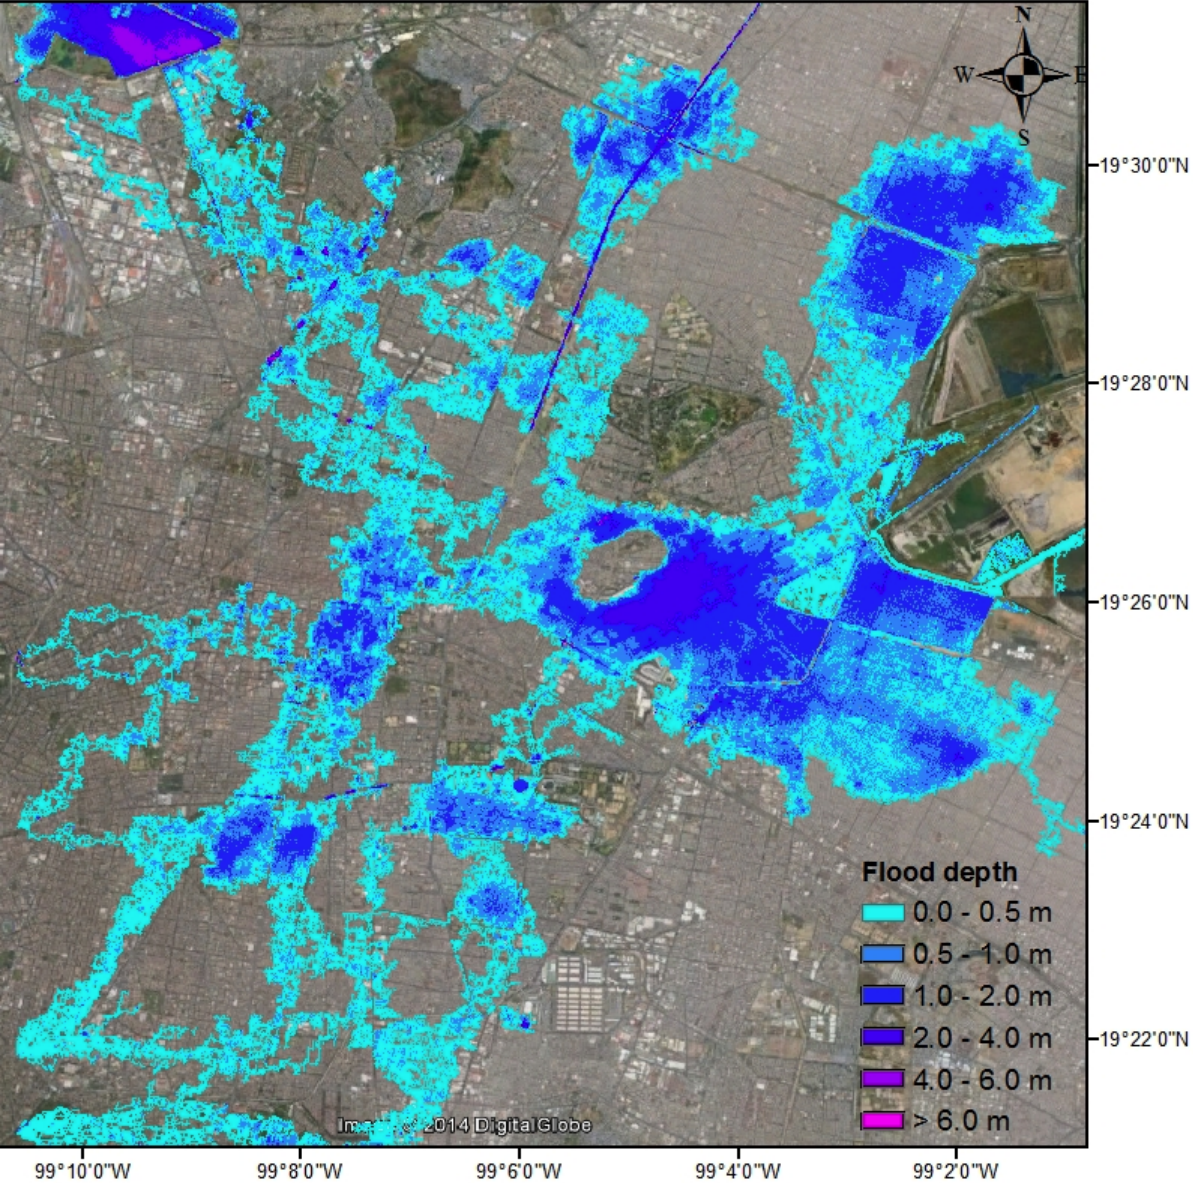 N
W E
S
19°30'0"N
19°28'0"N
19°26'0"N
19°24'0"N
19°22'0"N
Flood depth
0.0 - 0.5 m
0.5 - 1.0 m
1.0 - 2.0 m
2.0 - 4.0 m
4.0 - 6.0 m
> 6.0 m
2014 DigitalGlobe
99°10'0"W 99°8'0"W 99°6'0"W 99°4'0"W 99°2'0"W